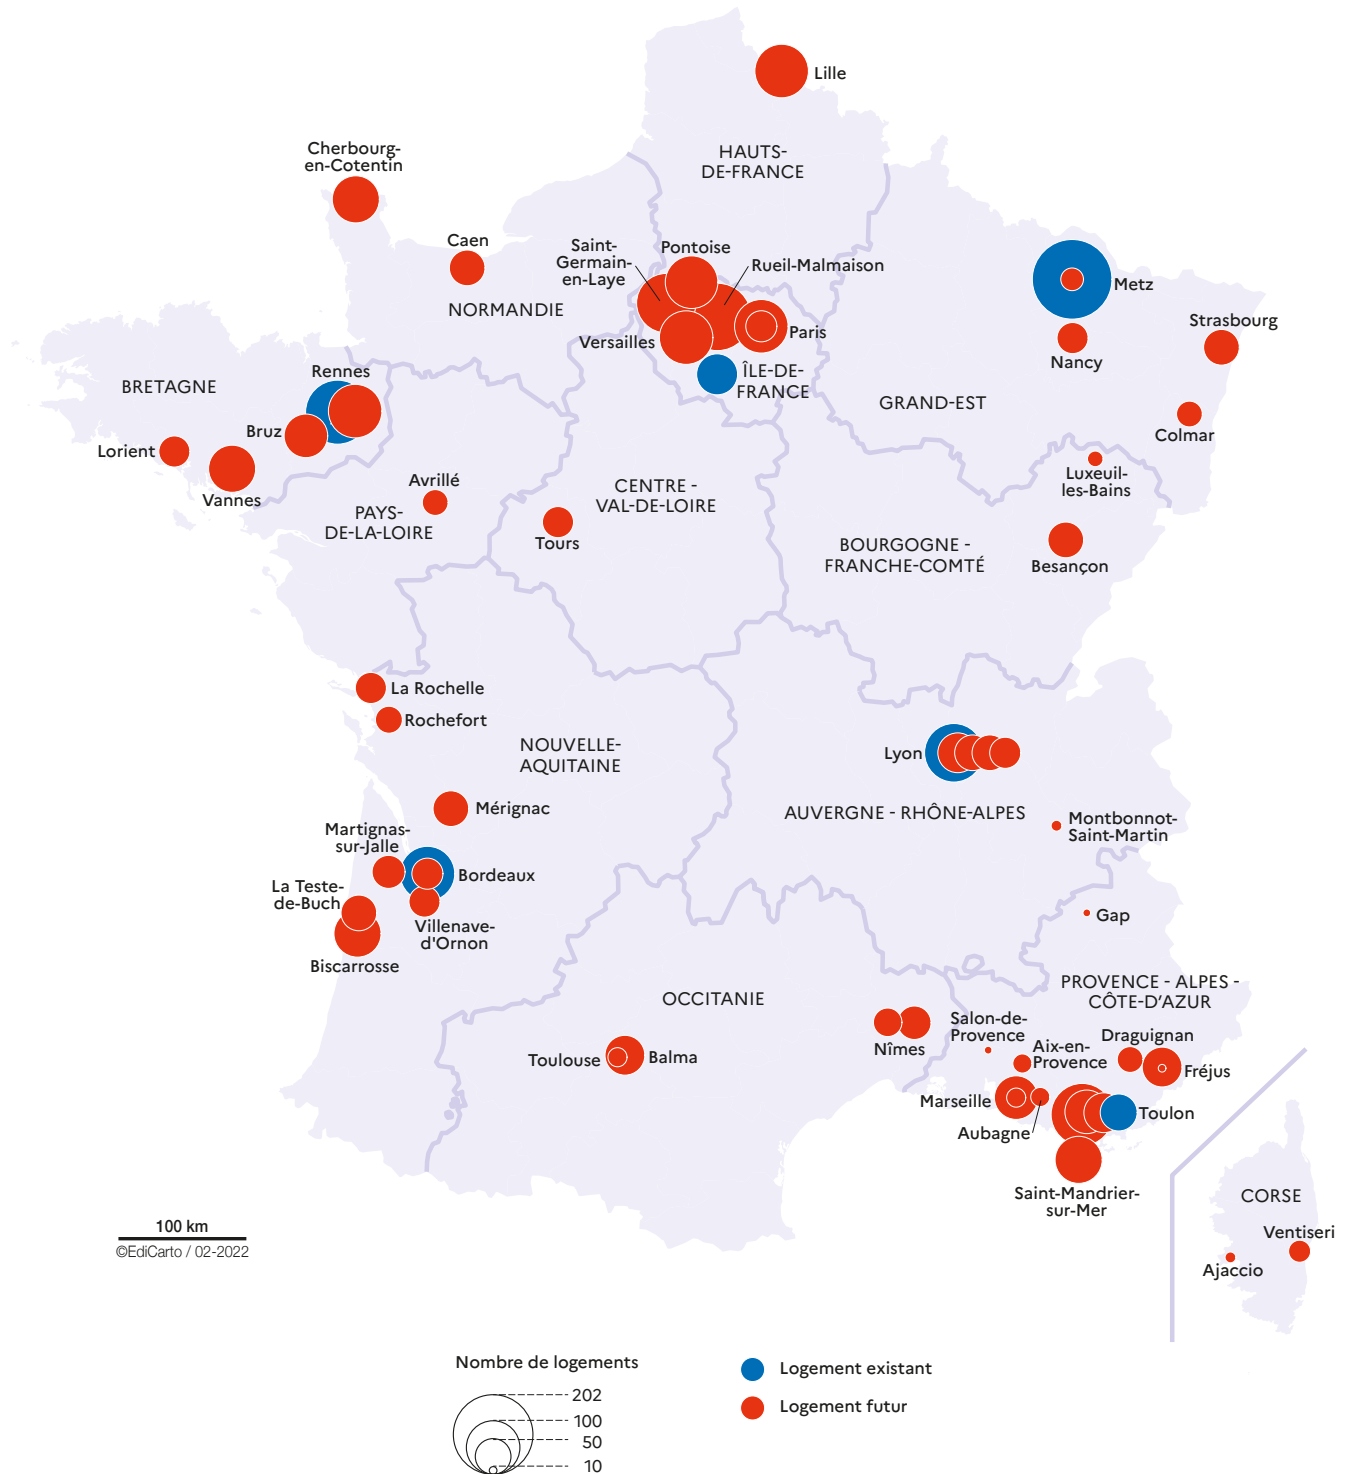 Lille
HAUTS-
DE-FRANCE
Cherbourg-
en-Cotentin
Caen
NORMANDIE
Saint-
Germain-
en-Laye
Pontoise
Rueil-Malmaison
Versailles
Paris
ÎLE-DE-
FRANCE
Metz
Nancy
Strasbourg
Colmar
GRAND-EST
BRETAGNE
Rennes
Bruz
Lorient
Vannes
Avrillé
PAYS-
DE-LA-LOIRE
CENTRE -
VAL-DE-LOIRE
Tours
Luxeuil-
les-Bains
BOURGOGNE -
FRANCHE-COMTÉ
Besançon
La Rochelle
Rochefort
NOUVELLE-
AQUITAINE
Mérignac
Martignas-
sur-Jalle
Bordeaux
La Teste-
de-Buch
Villenave-
d'Ornon
Biscarrosse
Lyon
AUVERGNE - RHÔNE-ALPES
Montbonnot-
Saint-Martin
Gap
PROVENCE - ALPES -
CÔTE-D'AZUR
OCCITANIE
Toulouse
Balma
Nîmes
Salon-de-
Provence
Aix-en-
Provence
Draguignan
Fréjus
Marseille
Aubagne
Toulon
Saint-Mandrier-
sur-Mer
CORSE
Ventiseri
Ajaccio
100 km
©EdiCarto / 02-2022
Nombre de logements
202
100
50
10
Logement existant
Logement futur